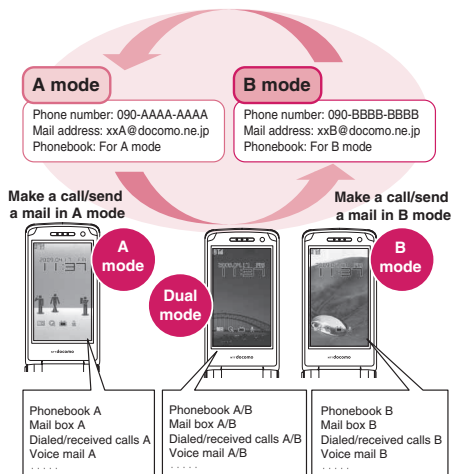 A mode
Phone number: 090-AAAA-AAAA
Mail address: xxA@docomo.ne.jp
Phonebook: For A mode
B mode
Phone number: 090-BBBB-BBBB
Mail address: xxB@docomo.ne.jp
Phonebook: For B mode
Make a call/send
a mail in A mode
Make a call/send
a mail in B mode
A
mode
Dual
mode
B
mode
11:37
docomo
docomo
docomo
Phonebook A
Mail box A
Dialed/received calls A
Voice mail A
. . . . .
Phonebook A/B
Mail box A/B
Dialed/received calls A/B
Voice mail A/B
. . . . .
Phonebook B
Mail box B
Dialed/received calls B
Voice mail B
. . . . .